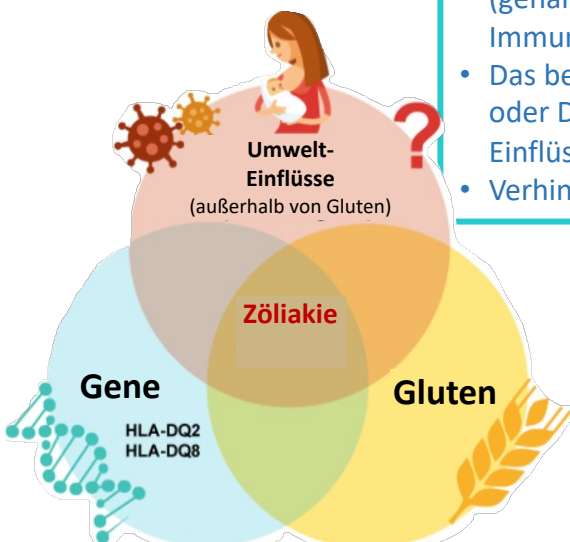 Immun
• Das be
oder D
Einflüs
• Verhin
Umwelt-
Einflüsse
(außerhalb von Gluten)
?
Zöliakie
Gene
Gluten
HLA-DQ2
HLA-DQ8